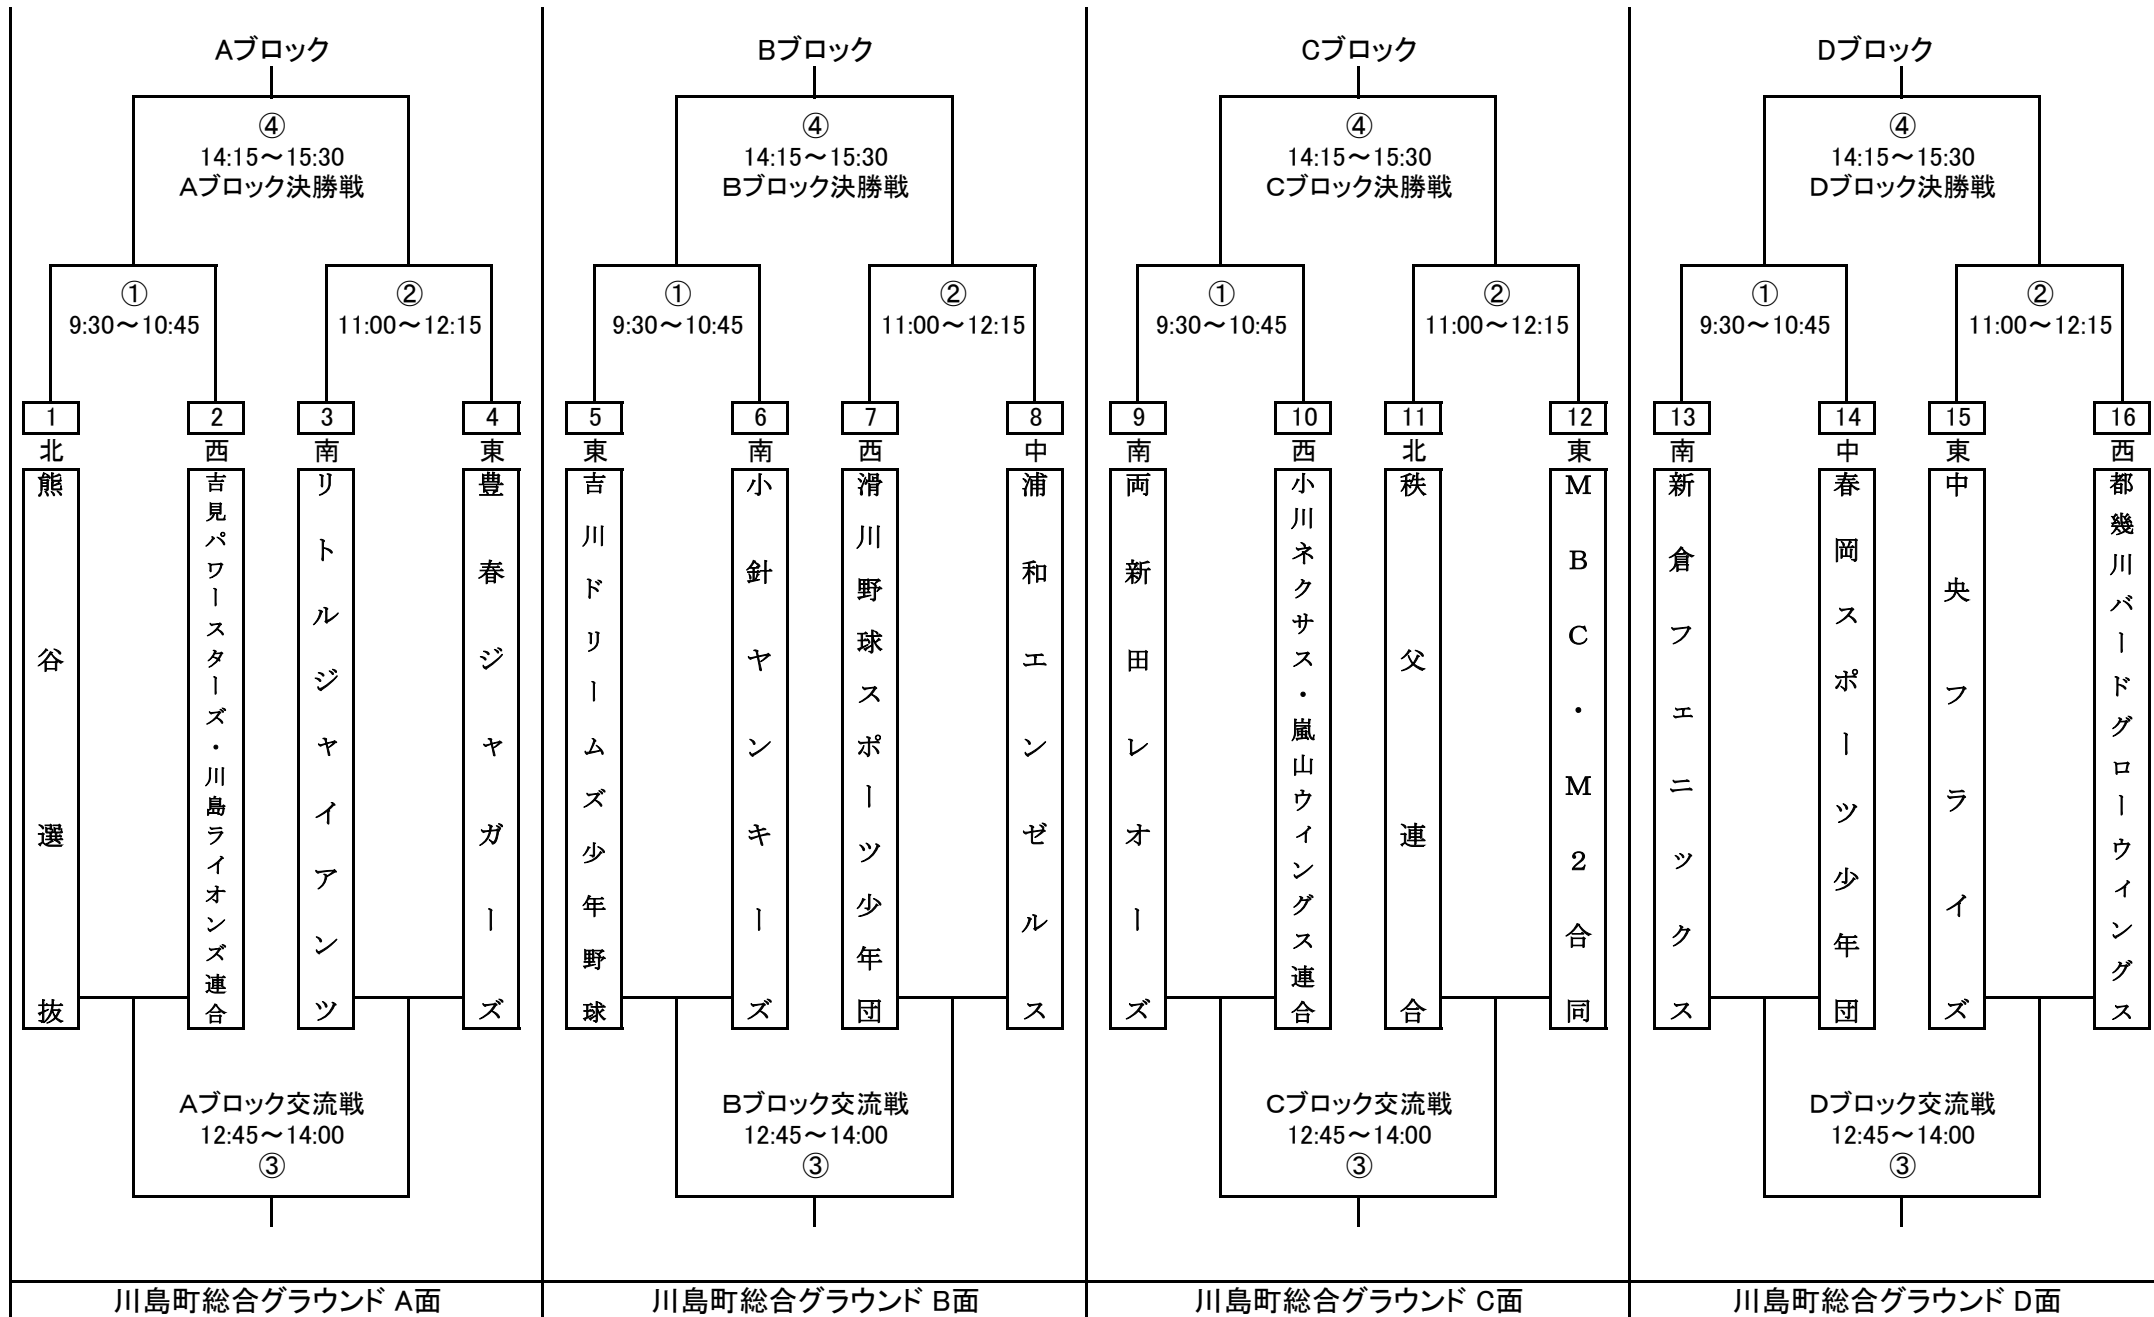 Aブロック
Bブロック
Cブロック
Dブロック
④
14:15～15:30
Aブロック決勝戦
④
14:15～15:30
Bブロック決勝戦
④
14:15～15:30
Cブロック決勝戦
④
14:15～15:30
Dブロック決勝戦
①
9:30～10:45
②
11:00～12:15
①
9:30～10:45
②
11:00～12:15
①
9:30～10:45
②
11:00～12:15
①
9:30～10:45
②
11:00～12:15
1
北
熊谷選抜
2
西
吉見パワースターズ・川島ライオンズ連合
3
南
リトルジャイアンツ
4
東
豊春ジャガーズ
5
東
吉川ドリームズ少年野球
6
南
小針ヤンキーズ
7
西
滑川野球スポーツ少年団
8
中
浦和エンゼルス
9
南
両新田レオーズ
10
西
小川ネクサス・嵐山ウィングス連合
11
北
秩父連合
12
東
MBC・M2合同
13
南
新倉フェニックス
14
中
春岡スポーツ少年団
15
東
中央フライズ
16
西
都幾川バードグローウィングス
Aブロック交流戦
12:45～14:00
③
Bブロック交流戦
12:45～14:00
③
Cブロック交流戦
12:45～14:00
③
Dブロック交流戦
12:45～14:00
③
川島町総合グラウンド A面
川島町総合グラウンド B面
川島町総合グラウンド C面
川島町総合グラウンド D面